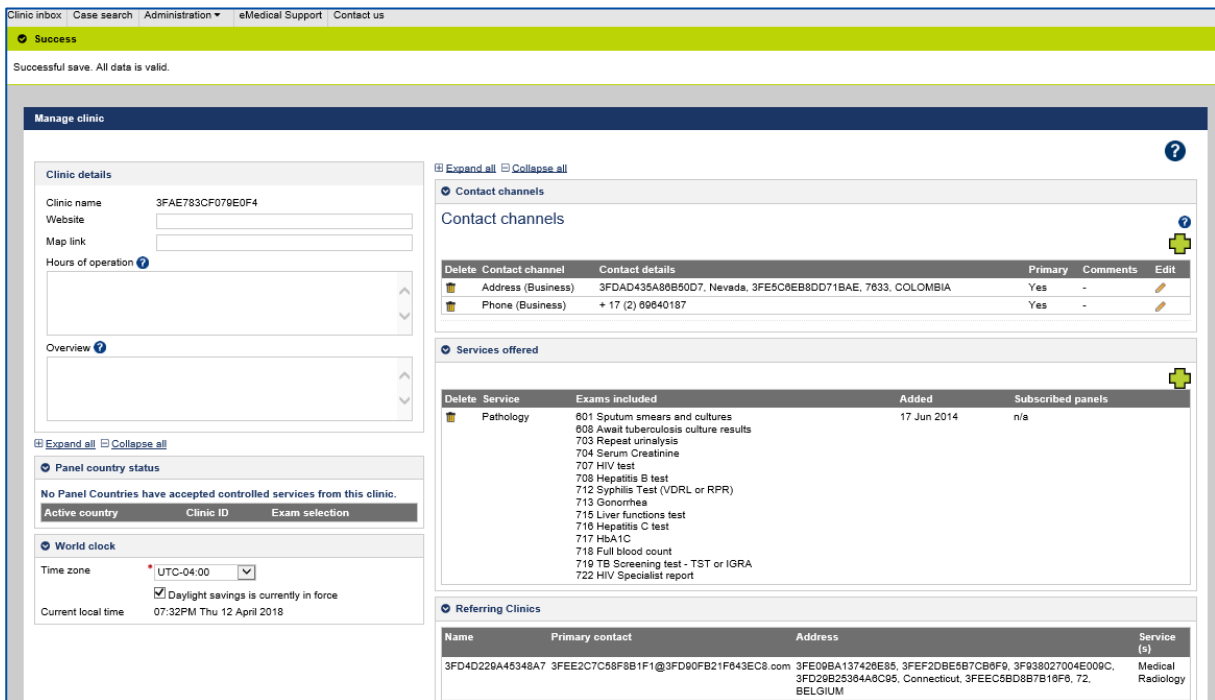 Clinic inbox Case search Administration eMedical Support Contact us
Success
Successful save. All data is valid.
Manage clinic
?
Clinic details
Clinic name 3FAE783CF079E0F4
Website
Map link
Hours of operation ?
Overview ?
Expand all Collapse all
Panel country status
No Panel Countries have accepted controlled services from this clinic.
Active country Clinic ID Exam selection
World clock
Time zone * UTC-04:00
Daylight savings is currently in force
Current local time 07:32PM Thu 12 April 2018
Expand all Collapse all
Contact channels
Contact channels
?
Delete Contact channel Contact details Primary Comments Edit
Address (Business) 3FDAD435A86B50D7, Nevada, 3FE5C6EB8DD71BAE, 7633, COLOMBIA Yes -
Phone (Business) + 17 (2) 69640187 Yes -
Services offered
Delete Service Exams included Added Subscribed panels
Pathology 601 Sputum smears and cultures 17 Jun 2014 n/a
608 Await tuberculosis culture results
703 Repeat urinalysis
704 Serum Creatinine
707 HIV test
708 Hepatitis B test
712 Syphilis Test (VDRL or RPR)
713 Gonorrhea
715 Liver functions test
716 Hepatitis C test
717 HbA1C
718 Full blood count
719 TB Screening test - TST or IGRA
722 HIV Specialist report
Referring Clinics
Name Primary contact Address Service
(s)
3FD4D229A45348A7 3FEE2C7C58F8B1F1@3FD90FB21F643EC8.com 3FE09BA137426E85, 3FEF2DBE5B7CB6F9, 3F938027004E009C, Medical
3FD29B25364A6C95, Connecticut, 3FEEC5BD8B7B16F6, 72, Radiology
BELGIUM